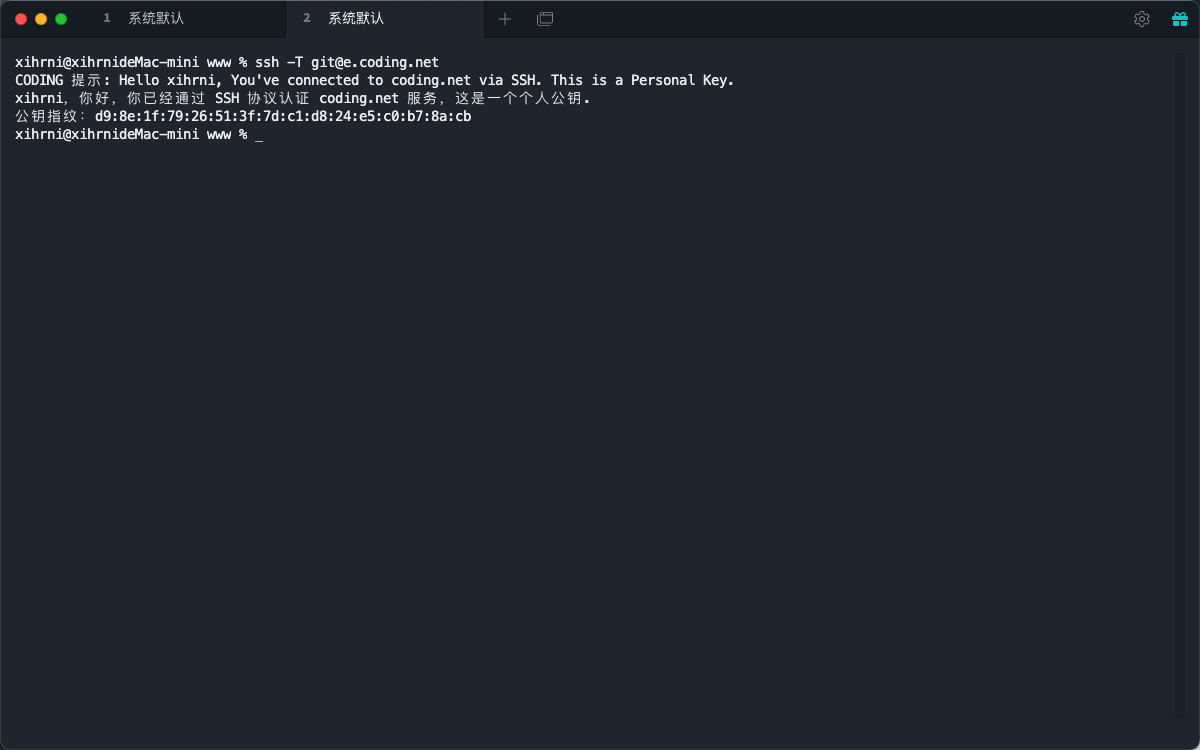 1 系统默认 2 系统默认
xihrni@xihrnideMac-mini www % ssh -T git@e.coding.net
CODING 提示: Hello xihrni, You've connected to coding.net via SSH. This is a Personal Key.
xihrni，你好，你已经通过 SSH 协议认证 coding.net 服务，这是一个个人公钥.
公钥指纹：d9:8e:1f:79:26:51:3f:7d:c1:d8:24:e5:c0:b7:8a:cb
xihrni@xihrnideMac-mini www % _